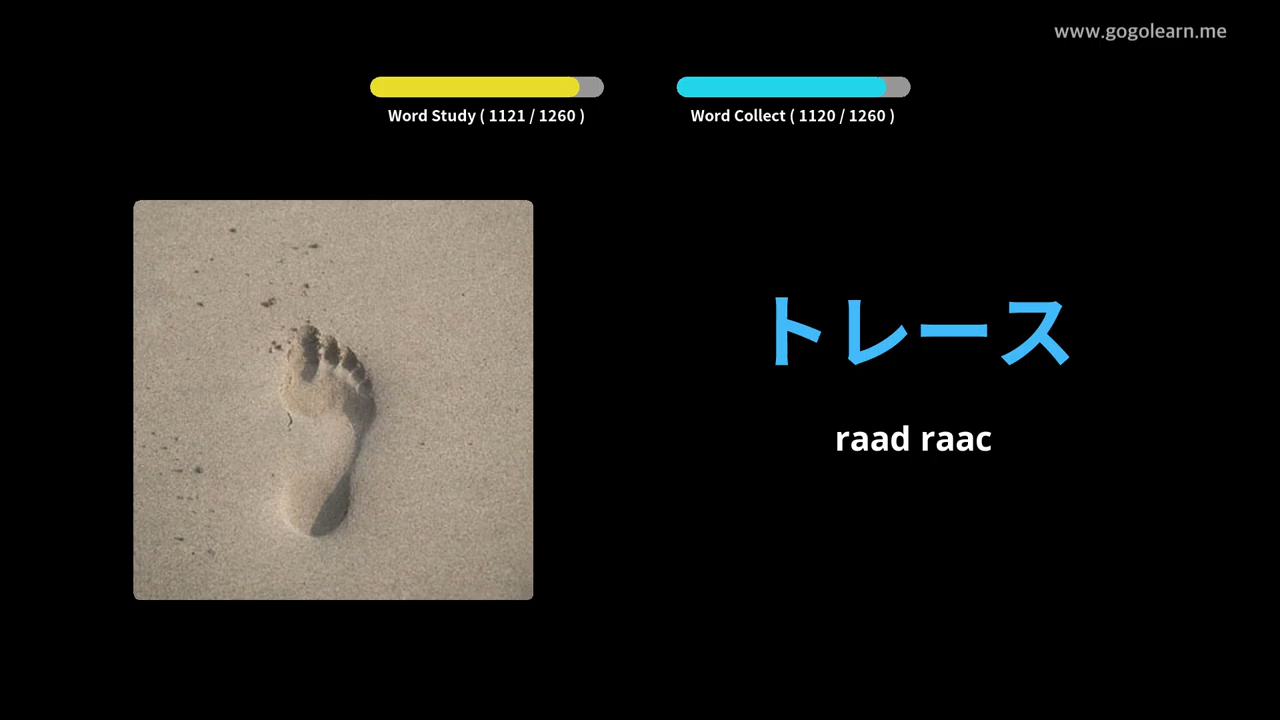 www.gogolearn.me
Word Study ( 1121 / 1260 )
Word Collect ( 1120 / 1260 )
トレース
raad raac